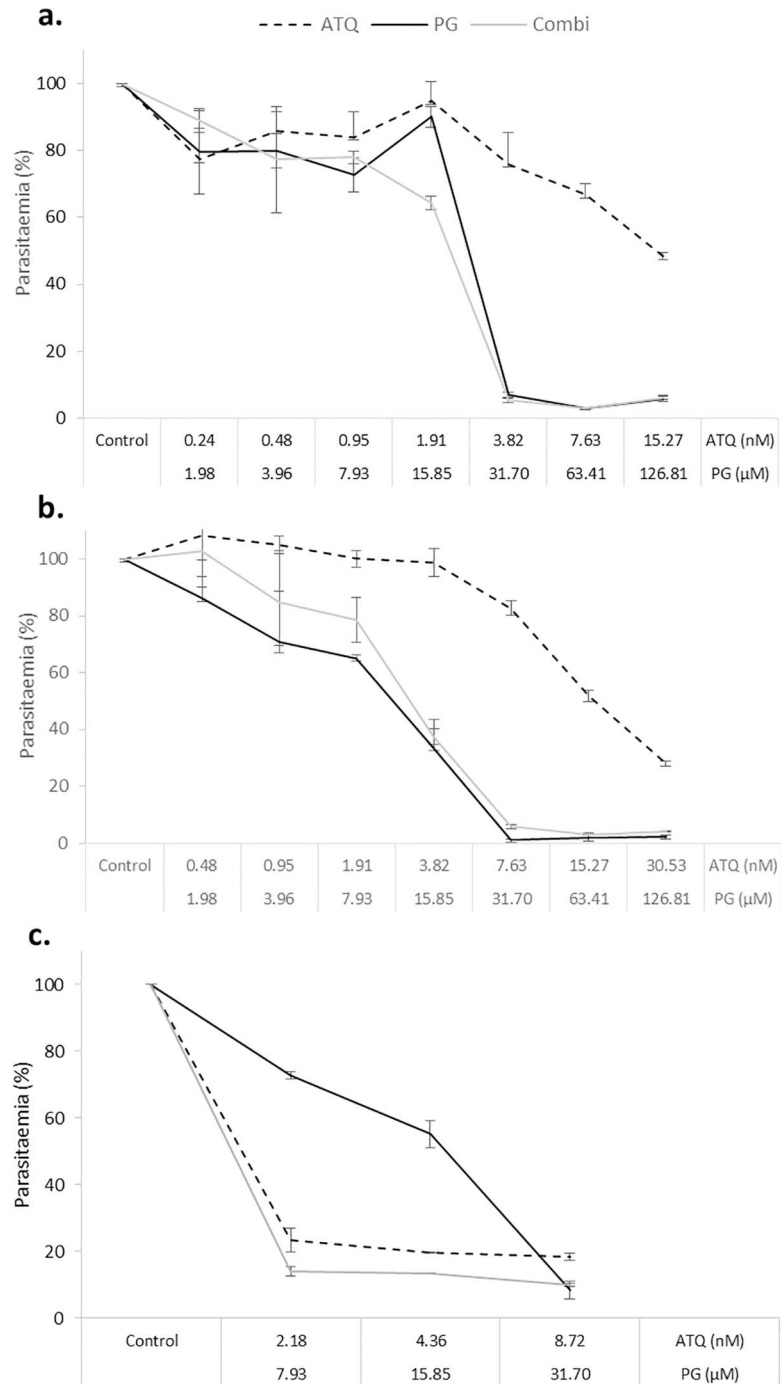 a.
ATQ PG Combi
Parasitaemia (%)
100
80
60
40
20
0
Control 0.24 0.48 0.95 1.91 3.82 7.63 15.27 ATQ (nM)
1.98 3.96 7.93 15.85 31.70 63.41 126.81 PG (µM)
b.
Parasitaemia (%)
100
80
60
40
20
0
Control 0.48 0.95 1.91 3.82 7.63 15.27 30.53 ATQ (nM)
1.98 3.96 7.93 15.85 31.70 63.41 126.81 PG (µM)
c.
Parasitaemia (%)
100
80
60
40
20
0
Control 2.18 4.36 8.72 ATQ (nM)
7.93 15.85 31.70 PG (µM)